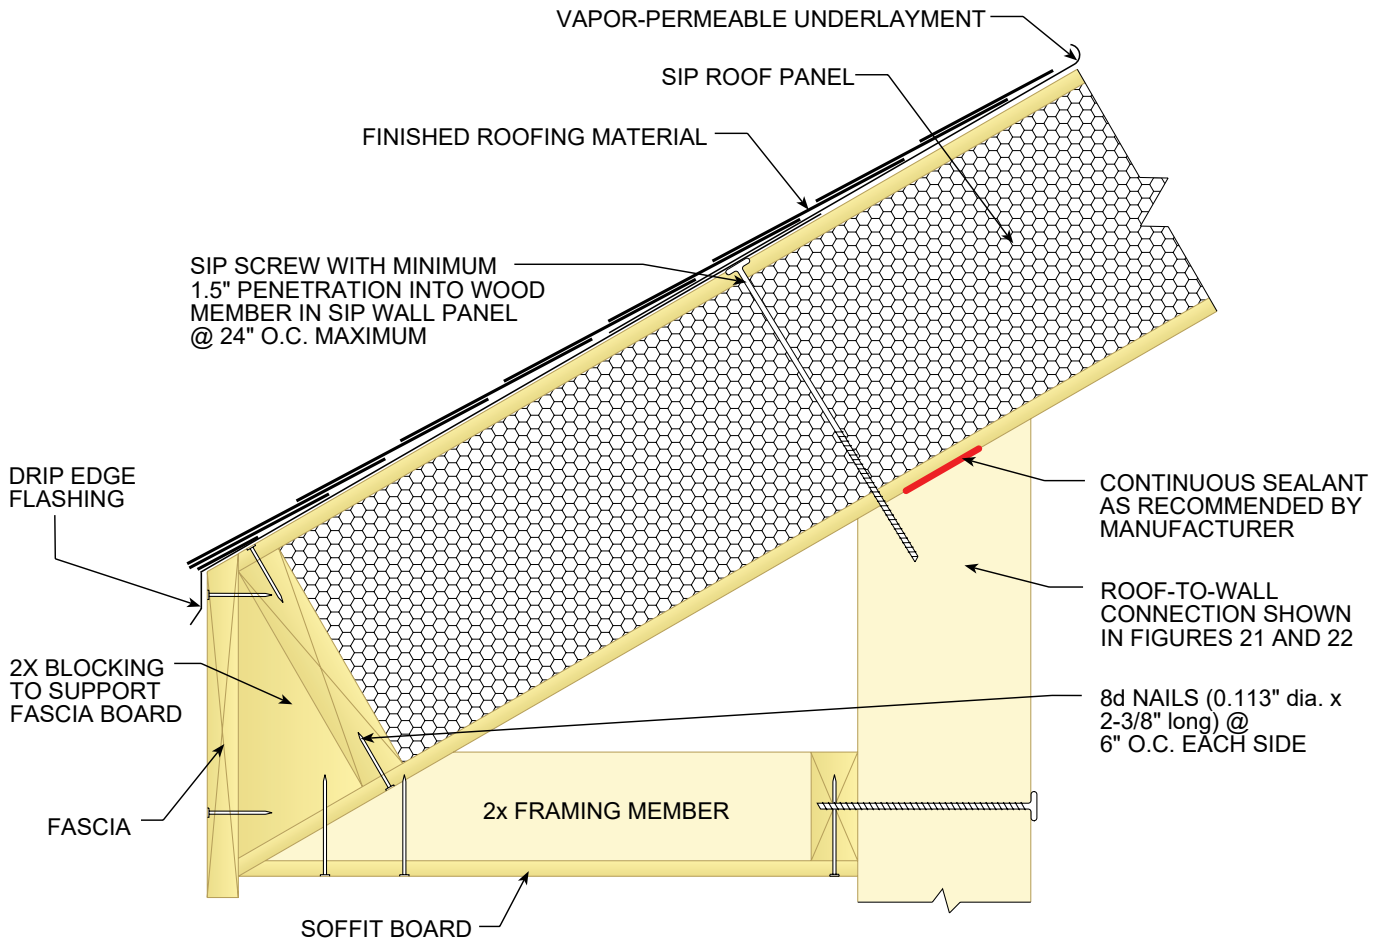 VAPOR-PERMEABLE UNDERLAYMENT
SIP ROOF PANEL
FINISHED ROOFING MATERIAL
SIP SCREW WITH MINIMUM
1.5" PENETRATION INTO WOOD
MEMBER IN SIP WALL PANEL
@ 24" O.C. MAXIMUM
DRIP EDGE
FLASHING
CONTINUOUS SEALANT
AS RECOMMENDED BY
MANUFACTURER
ROOF-TO-WALL
CONNECTION SHOWN
IN FIGURES 21 AND 22
2X BLOCKING
TO SUPPORT
FASCIA BOARD
8d NAILS (0.113" dia. x
2-3/8" long) @
6" O.C. EACH SIDE
2x FRAMING MEMBER
FASCIA
SOFFIT BOARD